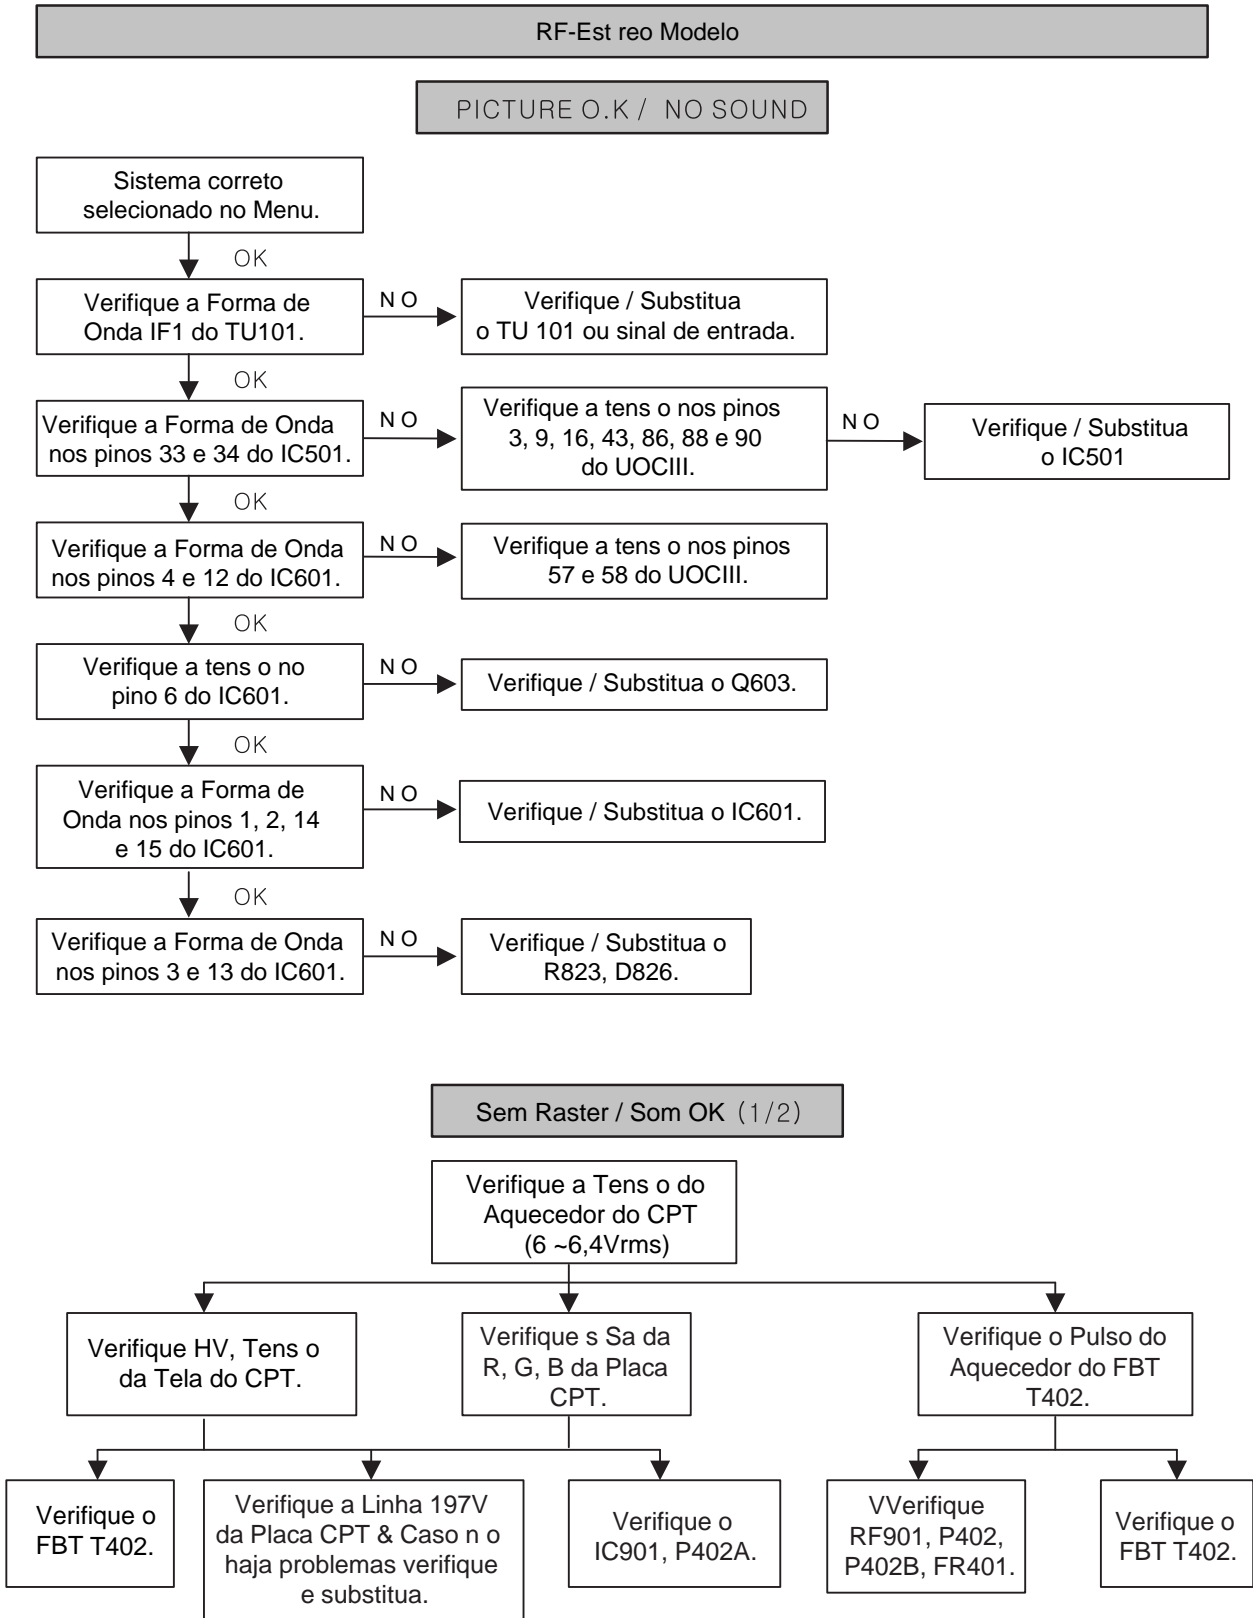 RF-Est reo Modelo
PICTURE O.K / NO SOUND
Sistema correto
selecionado no Menu.
OK
Verifique a Forma de
Onda IF1 do TU101.
N O
Verifique / Substitua
o TU 101 ou sinal de entrada.
OK
Verifique a Forma de Onda
nos pinos 33 e 34 do IC501.
N O
Verifique a tens o nos pinos
3, 9, 16, 43, 86, 88 e 90
do UOCIII.
N O
Verifique / Substitua
o IC501
OK
Verifique a Forma de Onda
nos pinos 4 e 12 do IC601.
N O
Verifique a tens o nos pinos
57 e 58 do UOCIII.
OK
Verifique a tens o no
pino 6 do IC601.
N O
Verifique / Substitua o Q603.
OK
Verifique a Forma de
Onda nos pinos 1, 2, 14
e 15 do IC601.
N O
Verifique / Substitua o IC601.
OK
Verifique a Forma de Onda
nos pinos 3 e 13 do IC601.
N O
Verifique / Substitua o
R823, D826.
Sem Raster / Som OK (1/2)
Verifique a Tens o do
Aquecedor do CPT
(6 ~6,4Vrms)
Verifique HV, Tens o
da Tela do CPT.
Verifique s Sa da
R, G, B da Placa
CPT.
Verifique o Pulso do
Aquecedor do FBT
T402.
Verifique o
FBT T402.
Verifique a Linha 197V
da Placa CPT & Caso n o
haja problemas verifique
e substitua.
Verifique o
IC901, P402A.
VVerifique
RF901, P402,
P402B, FR401.
Verifique o
FBT T402.